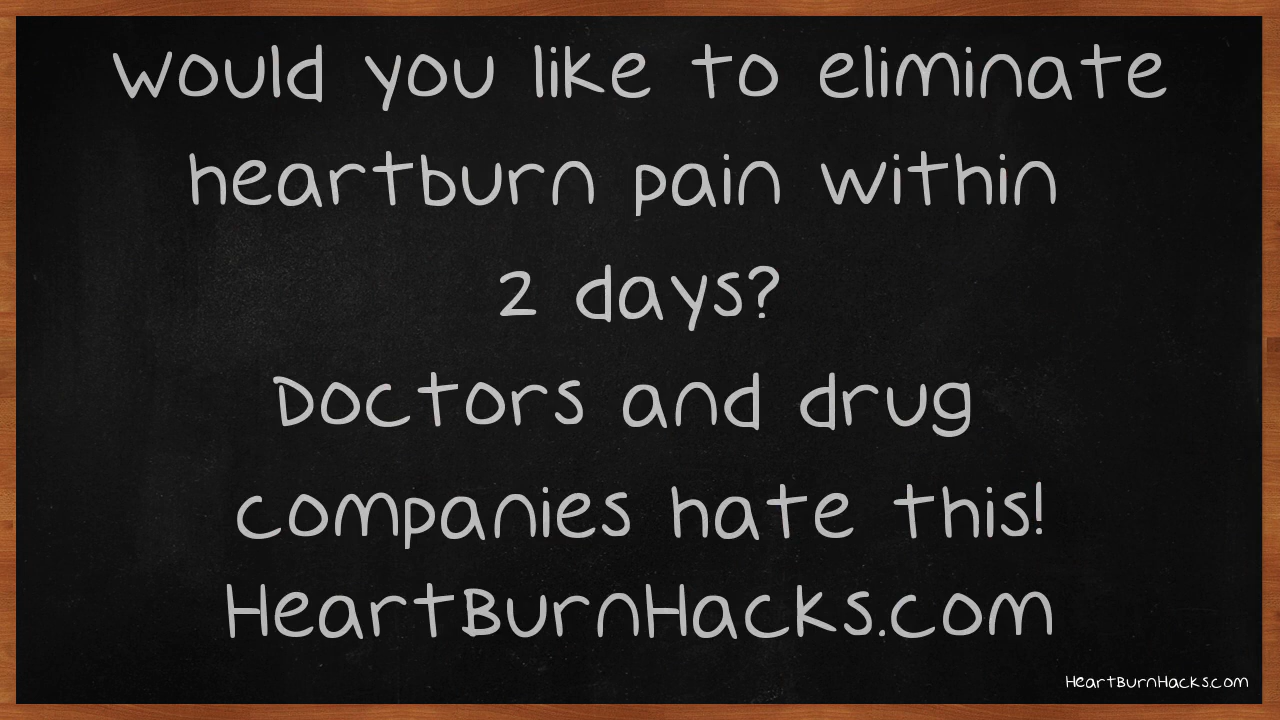 Would you like to eliminate
heartburn pain within
2 days?
Doctors and drug
companies hate this!
HeartBurnHacks.com
HeartBurnHacks.com